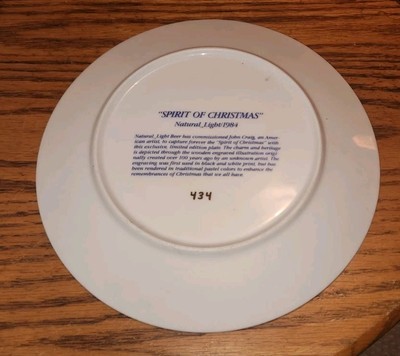 "SPIRIT OF CHRISTMAS"
Natural_Light/1984
Natural_Light Beer has commissioned John Craig, an Amer-
ican artist, to capture forever the "Spirit of Christmas" with
this exclusive, limited edition plate. The charm and heritage
is depicted through the wooden engraved illustration origi-
nally created over 100 years ago by an unknown artist. The
engraving was first used in black and white print, but has
been rendered in traditional pastel colors to enhance the
remembrances of Christmas that we all have.
434